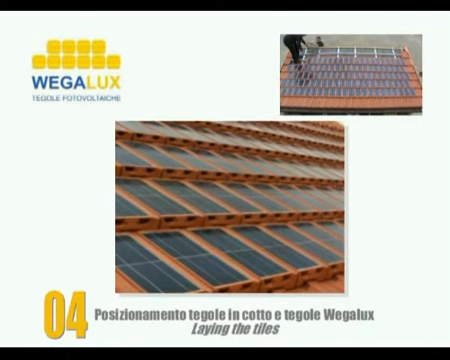 WEGALUX
TEGOLE FOTOVOLTAICHE
04 Posizionamento tegole in cotto e tegole Wegalux
Laying the tiles